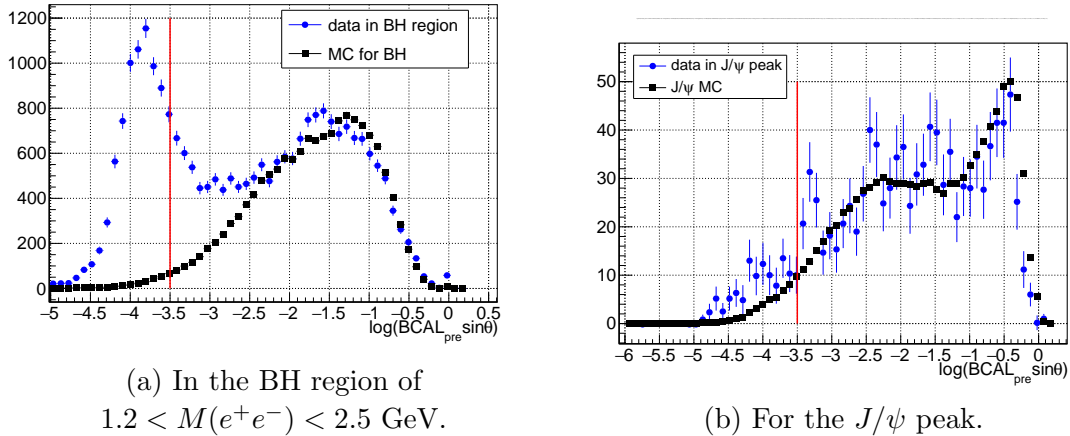 1200
1000
800
600
400
200
0
data in BH region
MC for BH
−5 −4.5 −4 −3.5 −3 −2.5 −2 −1.5 −1 −0.5 0 0.5
log(BCAL_pre sinθ)
(a) In the BH region of
1.2 < M(e⁺e⁻) < 2.5 GeV.
50
40
30
20
10
0
data in J/ψ peak
J/ψ MC
−6 −5.5 −5 −4.5 −4 −3.5 −3 −2.5 −2 −1.5 −1 −0.5 0
log(BCAL_pre sinθ)
(b) For the J/ψ peak.